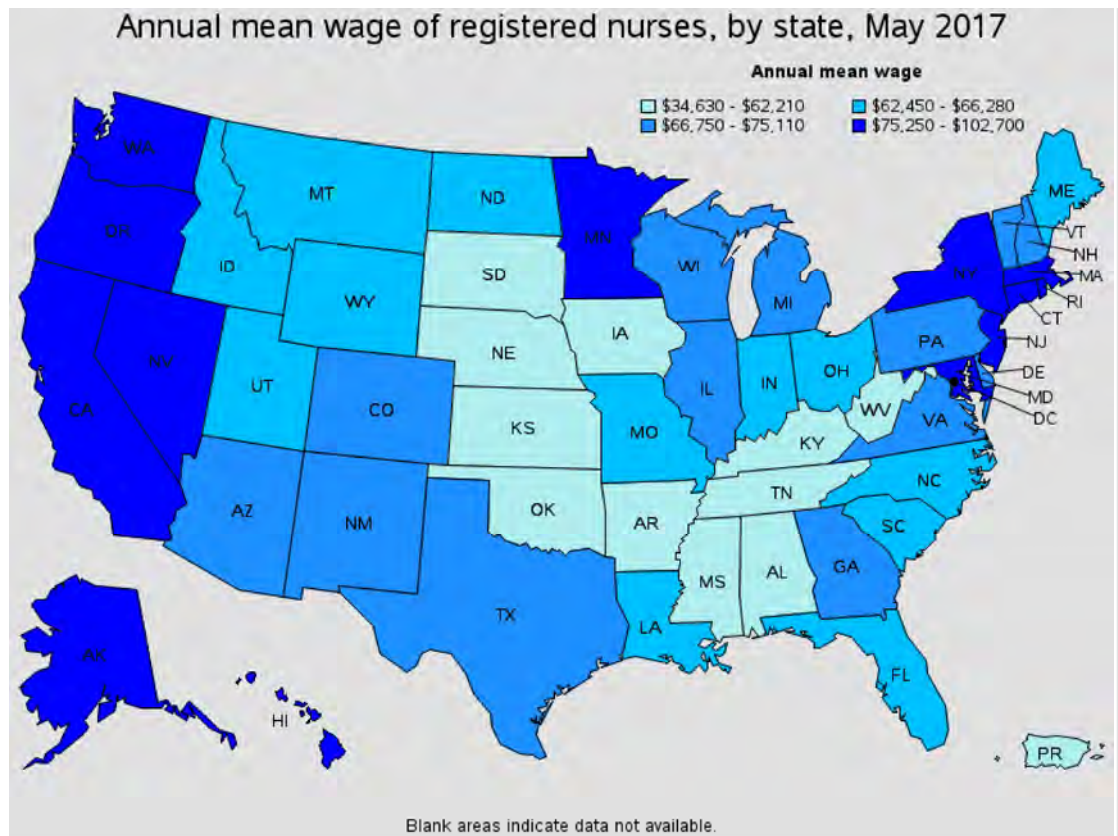 Annual mean wage of registered nurses, by state, May 2017
Annual mean wage
$34,630 - $62,210
$62,450 - $66,280
$66,750 - $75,110
$75,250 - $102,700
WA
MT
ND
MN
ME
OR
ID
SD
WI
VT
NH
WY
MI
NY
MA
RI
CT
IA
NE
PA
NJ
NV
UT
OH
IN
IL
DE
MD
DC
CA
CO
KS
MO
WV
VA
KY
AZ
NM
OK
AR
TN
NC
SC
MS
AL
GA
TX
LA
FL
AK
HI
PR
Blank areas indicate data not available.